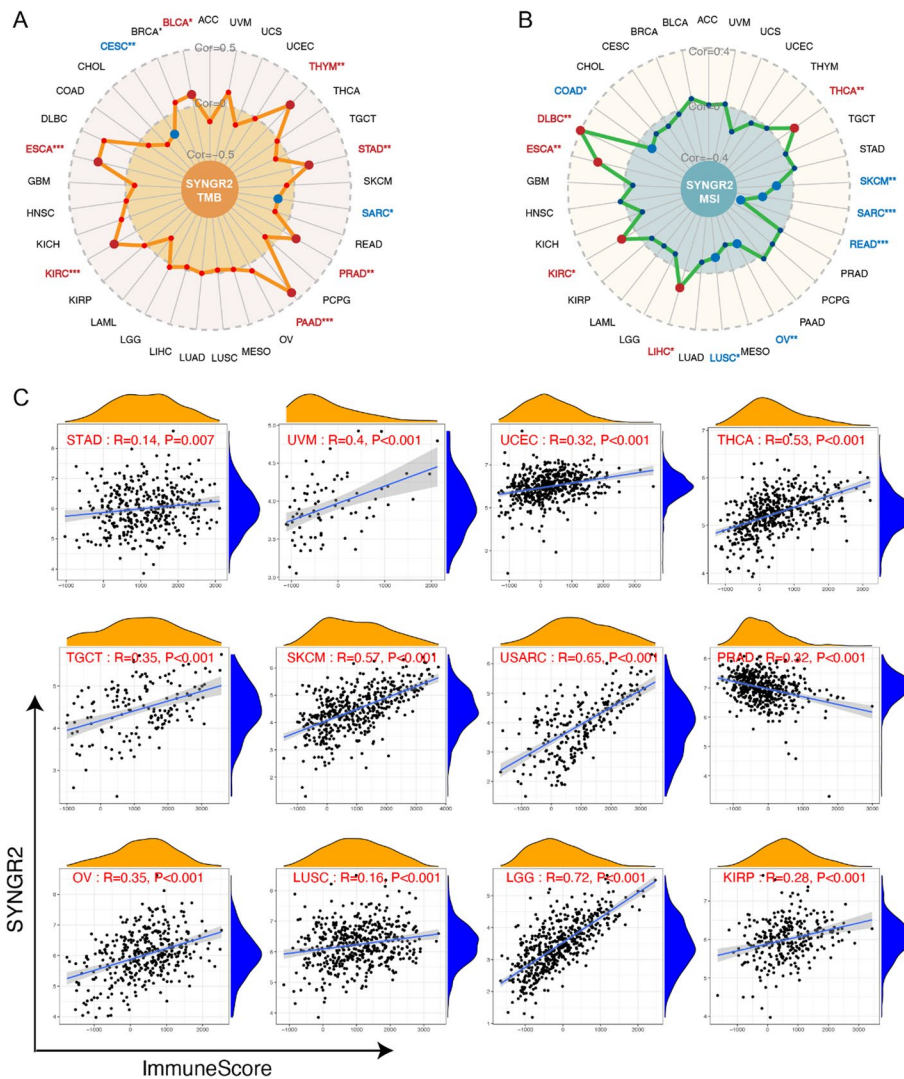 A
BLCA*
ACC
UVM
UCS
UCEC
THYM**
THCA
TGCT
STAD**
SKCM
SARC*
READ
PRAD**
PCPG
PAAD***
OV
MESO
LUSC
LUAD
LIHC
LGG
LAML
KIRP
KIRC***
KICH
HNSC
GBM
ESCA***
DLBC
COAD
CHOL
CESC**
BRCA*
Cor=0.5
Cor=0
Cor=-0.5
SYNGR2
TMB
B
BLCA
ACC
UVM
UCS
UCEC
THYM
THCA**
TGCT
STAD
SKCM**
SARC***
READ***
PRAD
PCPG
PAAD
OV**
MESO
LUSC*
LUAD
LIHC*
LGG
LAML
KIRP
KIRC*
KICH
HNSC
GBM
ESCA**
DLBC**
COAD*
CHOL
CESC
BRCA
Cor=0.4
Cor=-0.4
SYNGR2
MSI
C
STAD : R=0.14, P=0.007
UVM : R=0.4, P<0.001
UCEC : R=0.32, P<0.001
THCA : R=0.53, P<0.001
TGCT : R=0.35, P<0.001
SKCM : R=0.57, P<0.001
USARC : R=0.65, P<0.001
PRAD : R=0.32, P<0.001
OV : R=0.35, P<0.001
LUSC : R=0.16, P<0.001
LGG : R=0.72, P<0.001
KIRP : R=0.28, P<0.001
SYNGR2
ImmuneScore